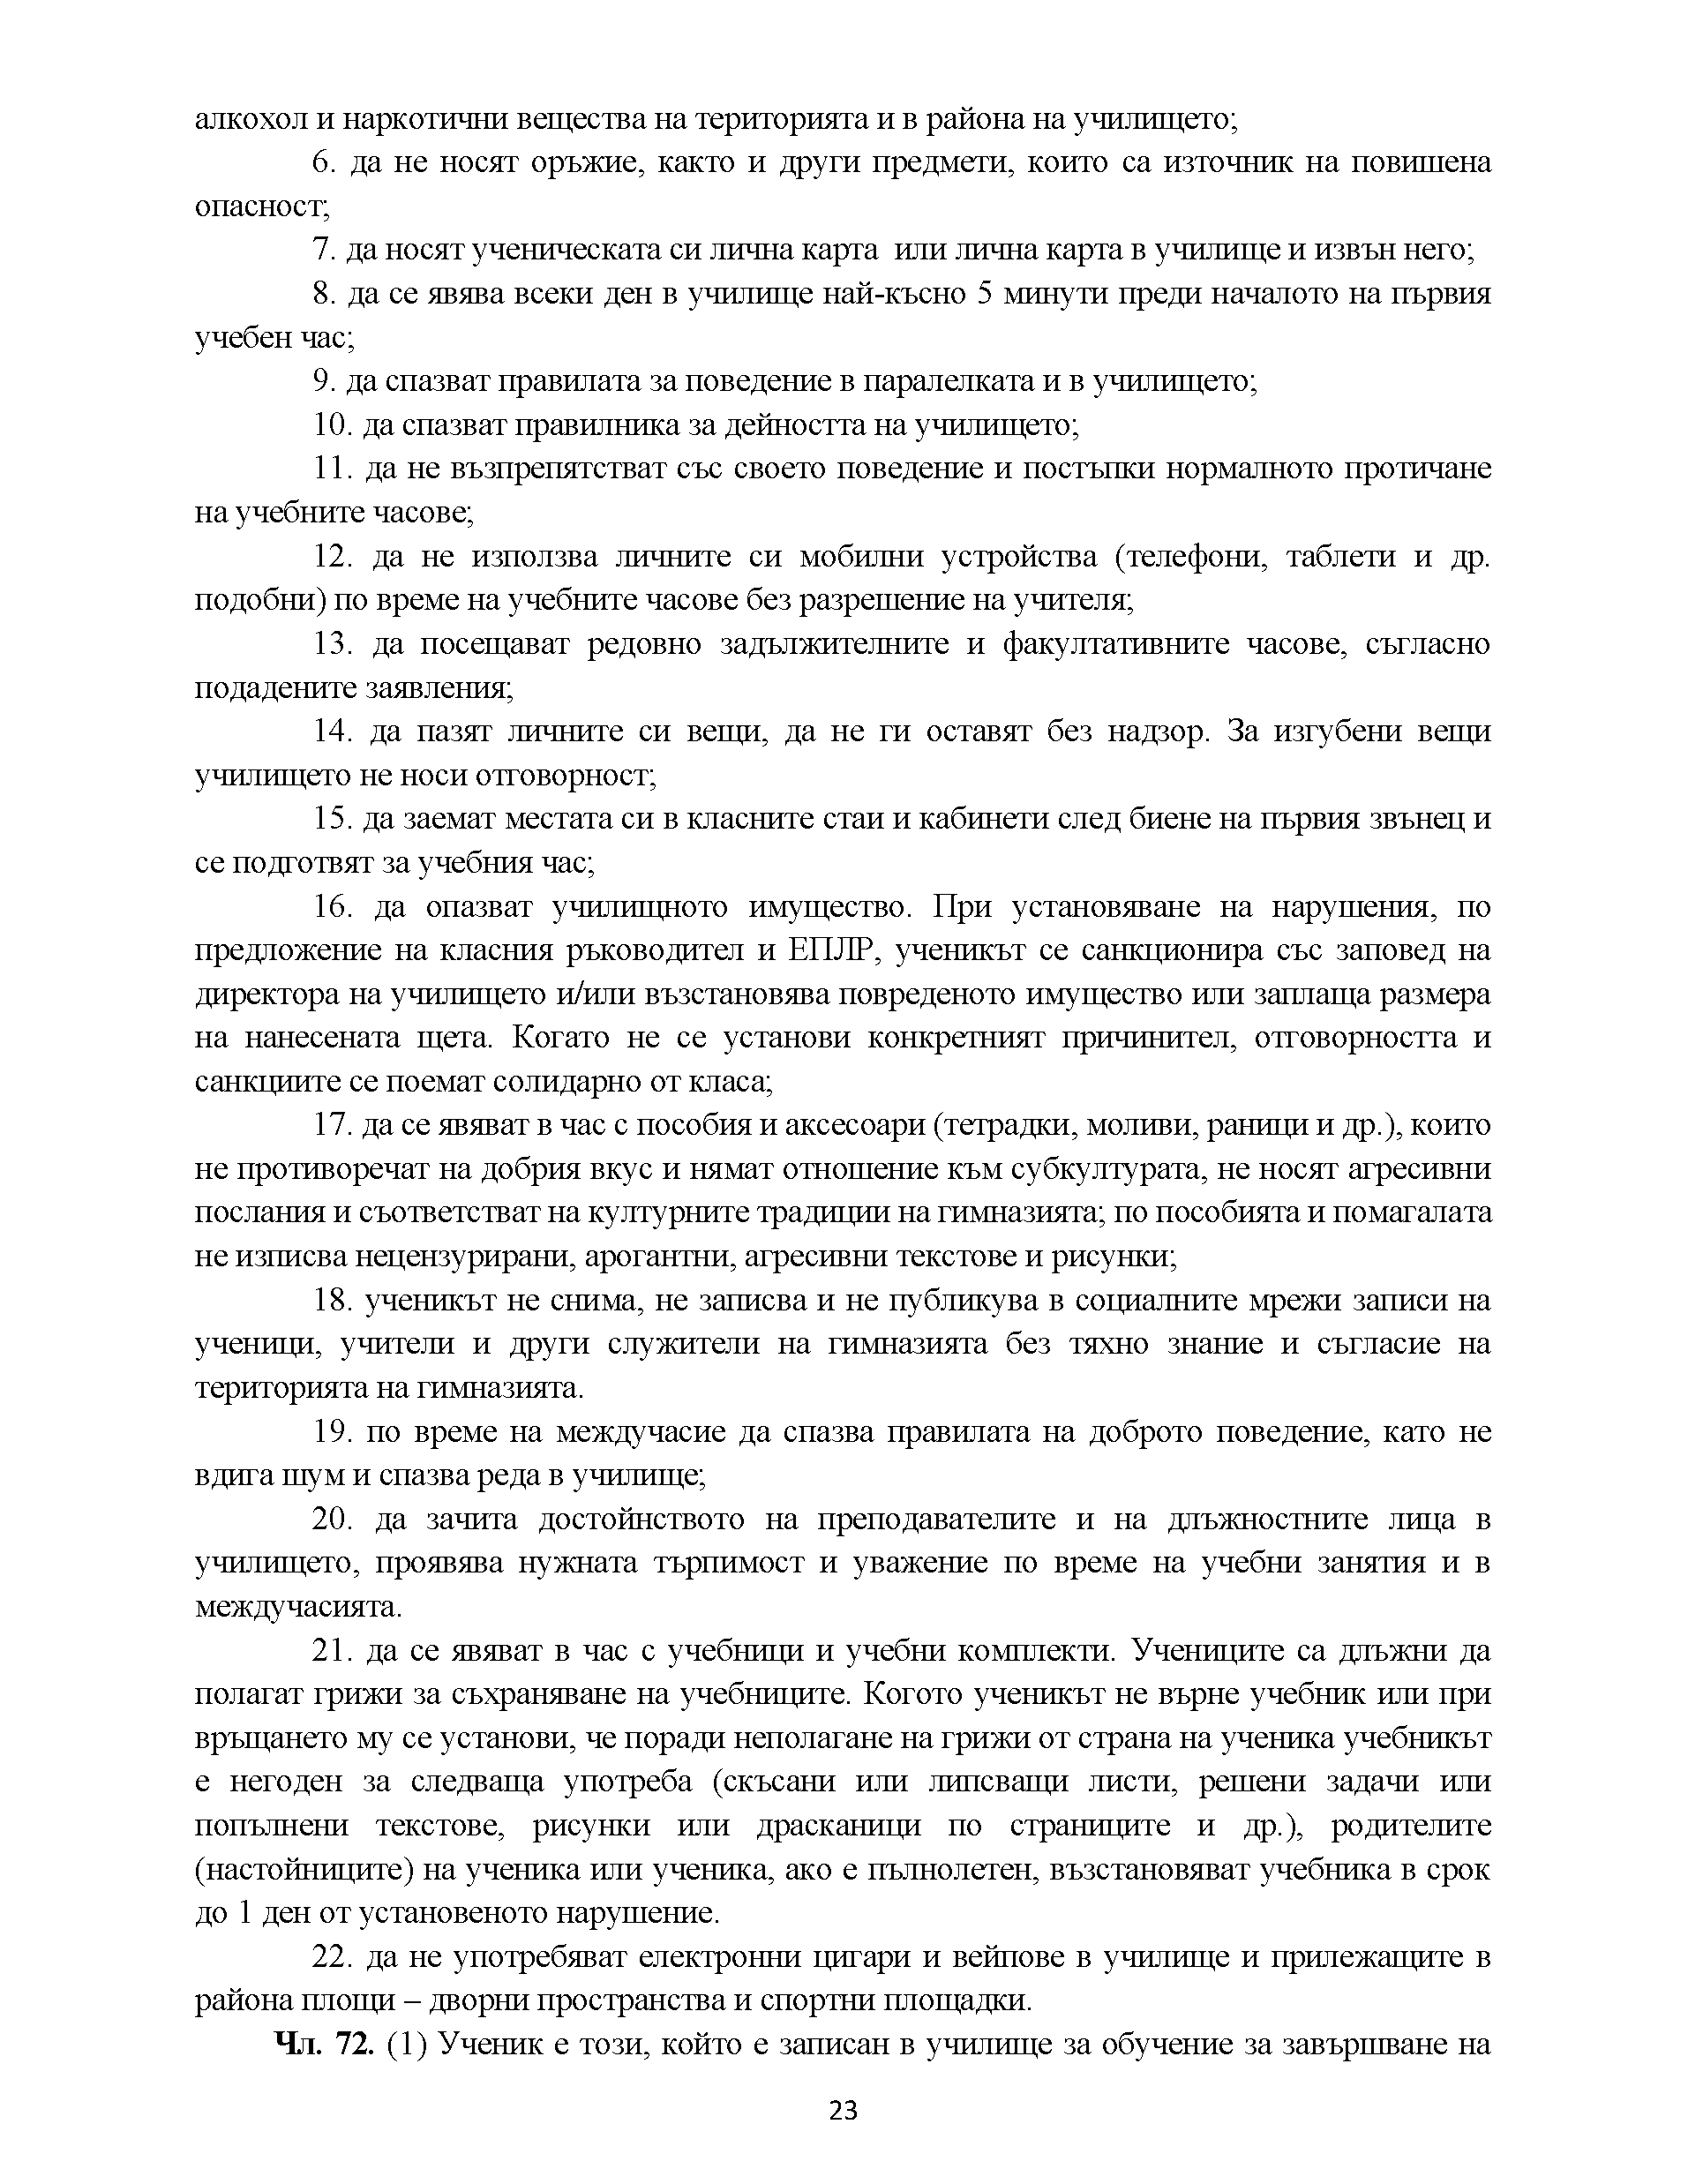 алкохол и наркотични вещества на територията и в района на училището;
6. да не носят оръжие, както и други предмети, които са източник на повишена
опасност;
7. да носят ученическата си лична карта или лична карта в училище и извън него;
8. да се явява всеки ден в училище най-късно 5 минути преди началото на първия
учебен час;
9. да спазват правилата за поведение в паралелката и в училището;
10. да спазват правилника за дейността на училището;
11. да не възпрепятстват със своето поведение и постъпки нормалното протичане
на учебните часове;
12. да не използва личните си мобилни устройства (телефони, таблети и др.
подобни) по време на учебните часове без разрешение на учителя;
13. да посещават редовно задължителните и факултативните часове, съгласно
подадените заявления;
14. да пазят личните си вещи, да не ги оставят без надзор. За изгубени вещи
училището не носи отговорност;
15. да заемат местата си в класните стаи и кабинети след биене на първия звънец и
се подготвят за учебния час;
16. да опазват училищното имущество. При установяване на нарушения, по
предложение на класния ръководител и ЕПЛР, ученикът се санкционира със заповед на
директора на училището и/или възстановява повреденото имущество или заплаща размера
на нанесената щета. Когато не се установи конкретният причинител, отговорността и
санкциите се поемат солидарно от класа;
17. да се явяват в час с пособия и аксесоари (тетрадки, моливи, раници и др.), които
не противоречат на добрия вкус и нямат отношение към субкултурата, не носят агресивни
послания и съответстват на културните традиции на гимназията; по пособията и помагалата
не изписва нецензурирани, арогантни, агресивни текстове и рисунки;
18. ученикът не снима, не записва и не публикува в социалните мрежи записи на
ученици, учители и други служители на гимназията без тяхно знание и съгласие на
територията на гимназията.
19. по време на междучасие да спазва правилата на доброто поведение, като не
вдига шум и спазва реда в училище;
20. да зачита достойнството на преподавателите и на длъжностните лица в
училището, проявява нужната търпимост и уважение по време на учебни занятия и в
междучасията.
21. да се явяват в час с учебници и учебни комплекти. Учениците са длъжни да
полагат грижи за съхраняване на учебниците. Когото ученикът не върне учебник или при
връщането му се установи, че поради неполагане на грижи от страна на ученика учебникът
е негоден за следваща употреба (скъсани или липсващи листи, решени задачи или
попълнени текстове, рисунки или драсканици по страниците и др.), родителите
(настойниците) на ученика или ученика, ако е пълнолетен, възстановяват учебника в срок
до 1 ден от установеното нарушение.
22. да не употребяват електронни цигари и вейпове в училище и прилежащите в
района площи – дворни пространства и спортни площадки.
Чл. 72. (1) Ученик е този, който е записан в училище за обучение за завършване на
23